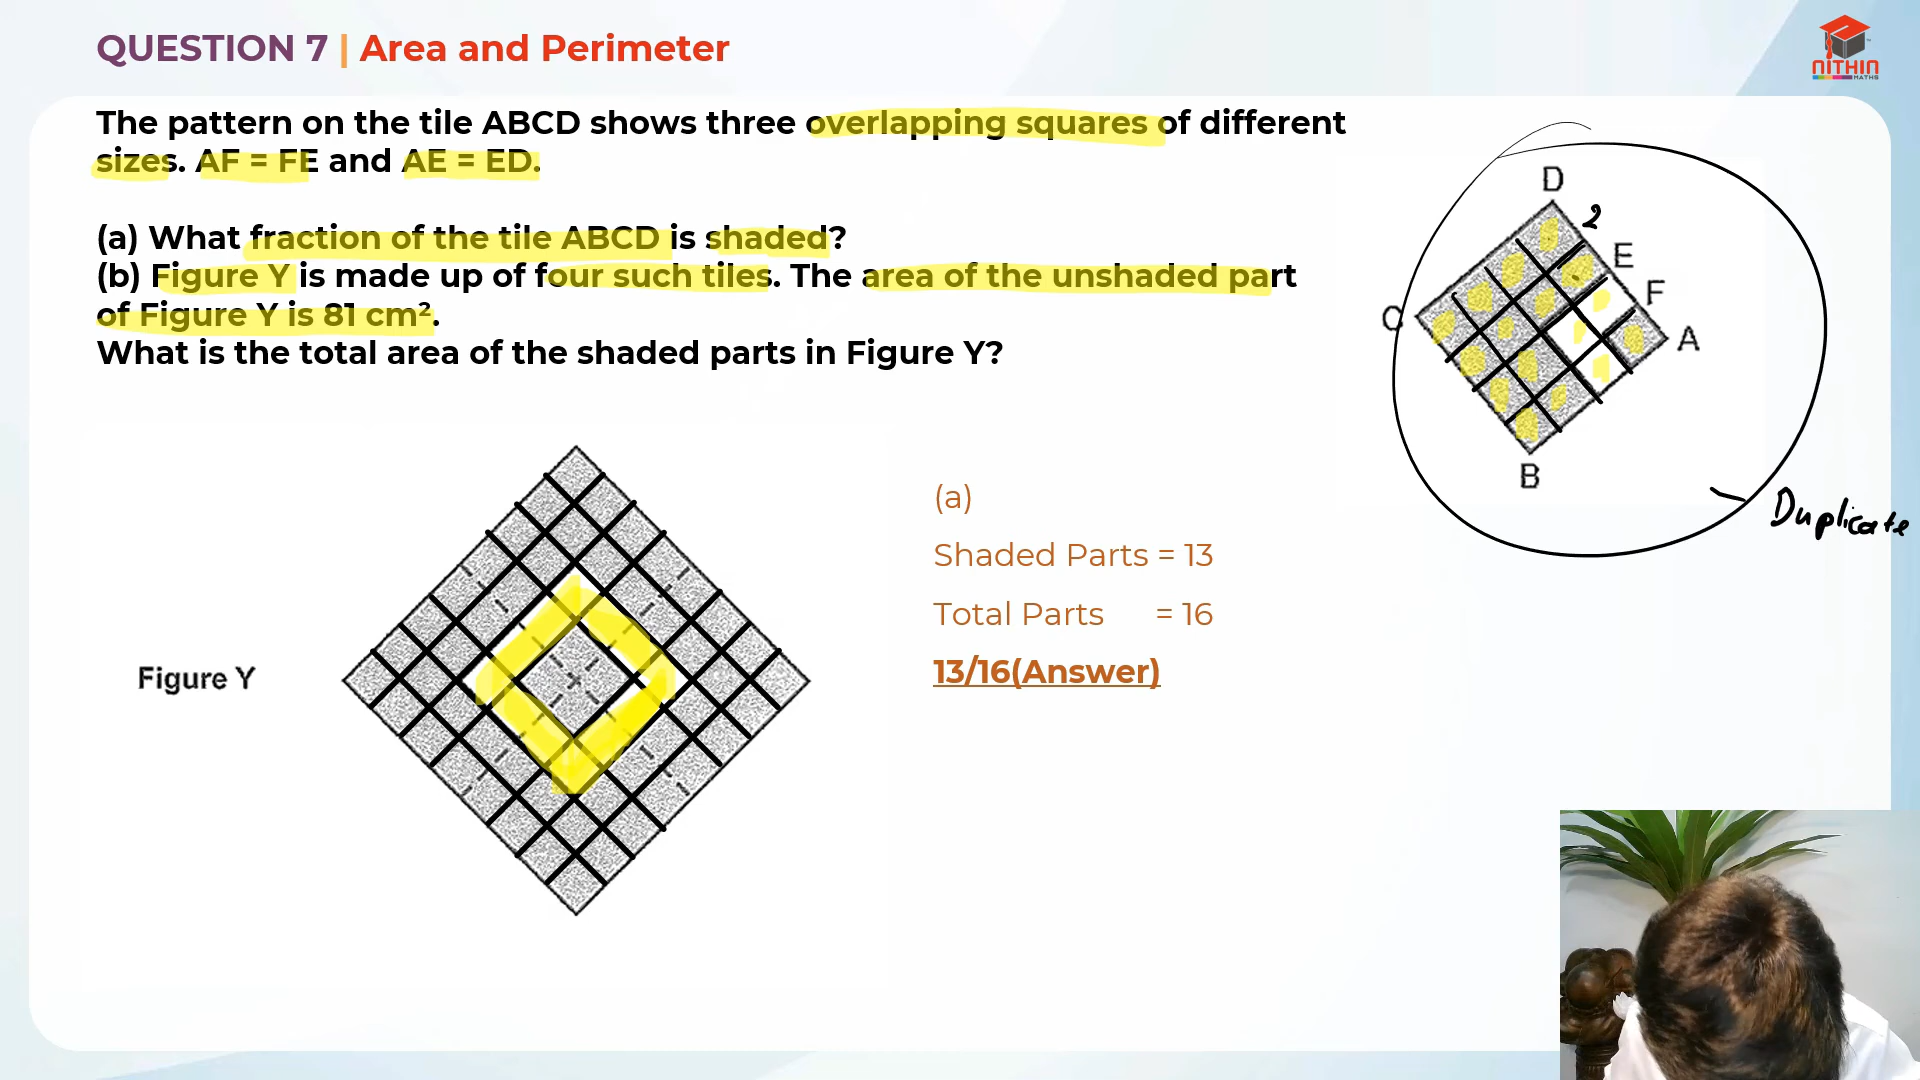 QUESTION 7 | Area and Perimeter
NITHIN
MATHS
The pattern on the tile ABCD shows three overlapping squares of different
sizes. AF = FE and AE = ED.
(a) What fraction of the tile ABCD is shaded?
(b) Figure Y is made up of four such tiles. The area of the unshaded part
of Figure Y is 81 cm².
What is the total area of the shaded parts in Figure Y?
D
2
E
F
C
A
B
Duplicate
Figure Y
(a)
Shaded Parts = 13
Total Parts = 16
13/16(Answer)